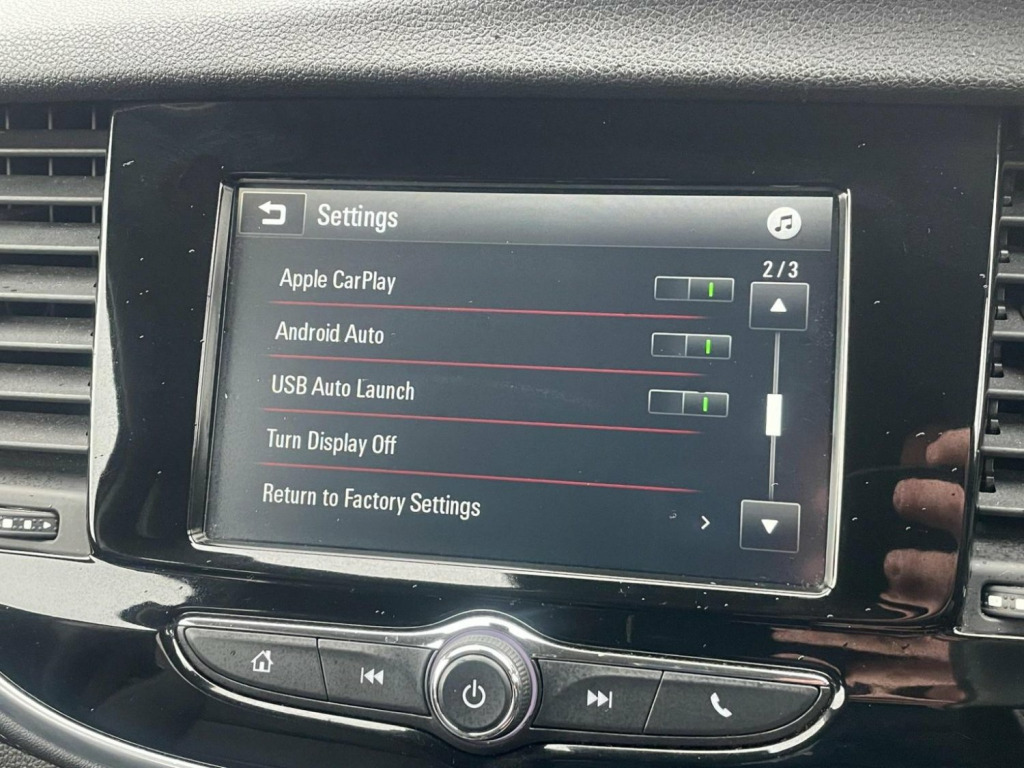 Settings
2/3
Apple CarPlay
Android Auto
USB Auto Launch
Turn Display Off
Return to Factory Settings